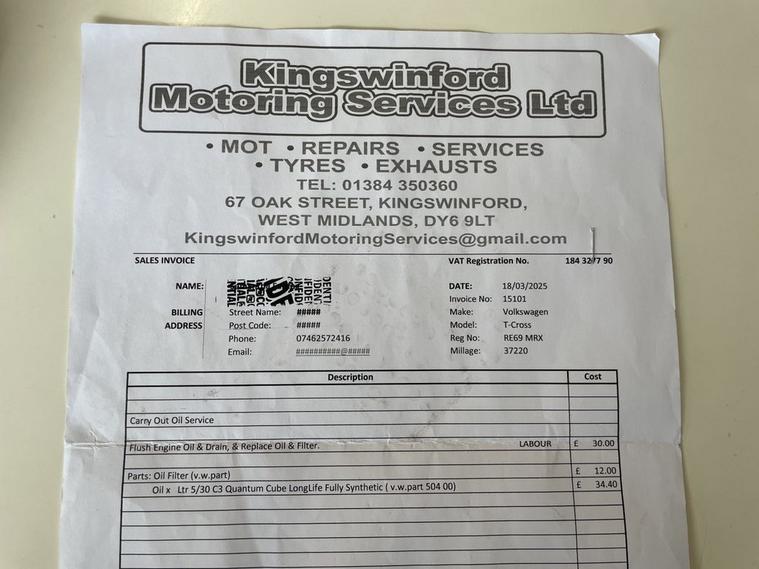 Kingswinford
Motoring Services Ltd
• MOT • REPAIRS • SERVICES
• TYRES • EXHAUSTS
TEL: 01384 350360
67 OAK STREET, KINGSWINFORD,
WEST MIDLANDS, DY6 9LT
KingswinfordMotoringServices@gmail.com
SALES INVOICE VAT Registration No. 184 32 7 90
NAME: DATE: 18/03/2025
Invoice No: 15101
BILLING Street Name: ##### Make: Volkswagen
ADDRESS Post Code: ##### Model: T-Cross
Phone: 07462572416 Reg No: RE69 MRX
Email: ##########@##### Millage: 37220
Description Cost
Carry Out Oil Service
Flush Engine Oil & Drain, & Replace Oil & Filter. LABOUR £ 30.00
Parts: Oil Filter (v.w.part) £ 12.00
Oil x Ltr 5/30 C3 Quantum Cube LongLife Fully Synthetic ( v.w.part 504 00) £ 34.40